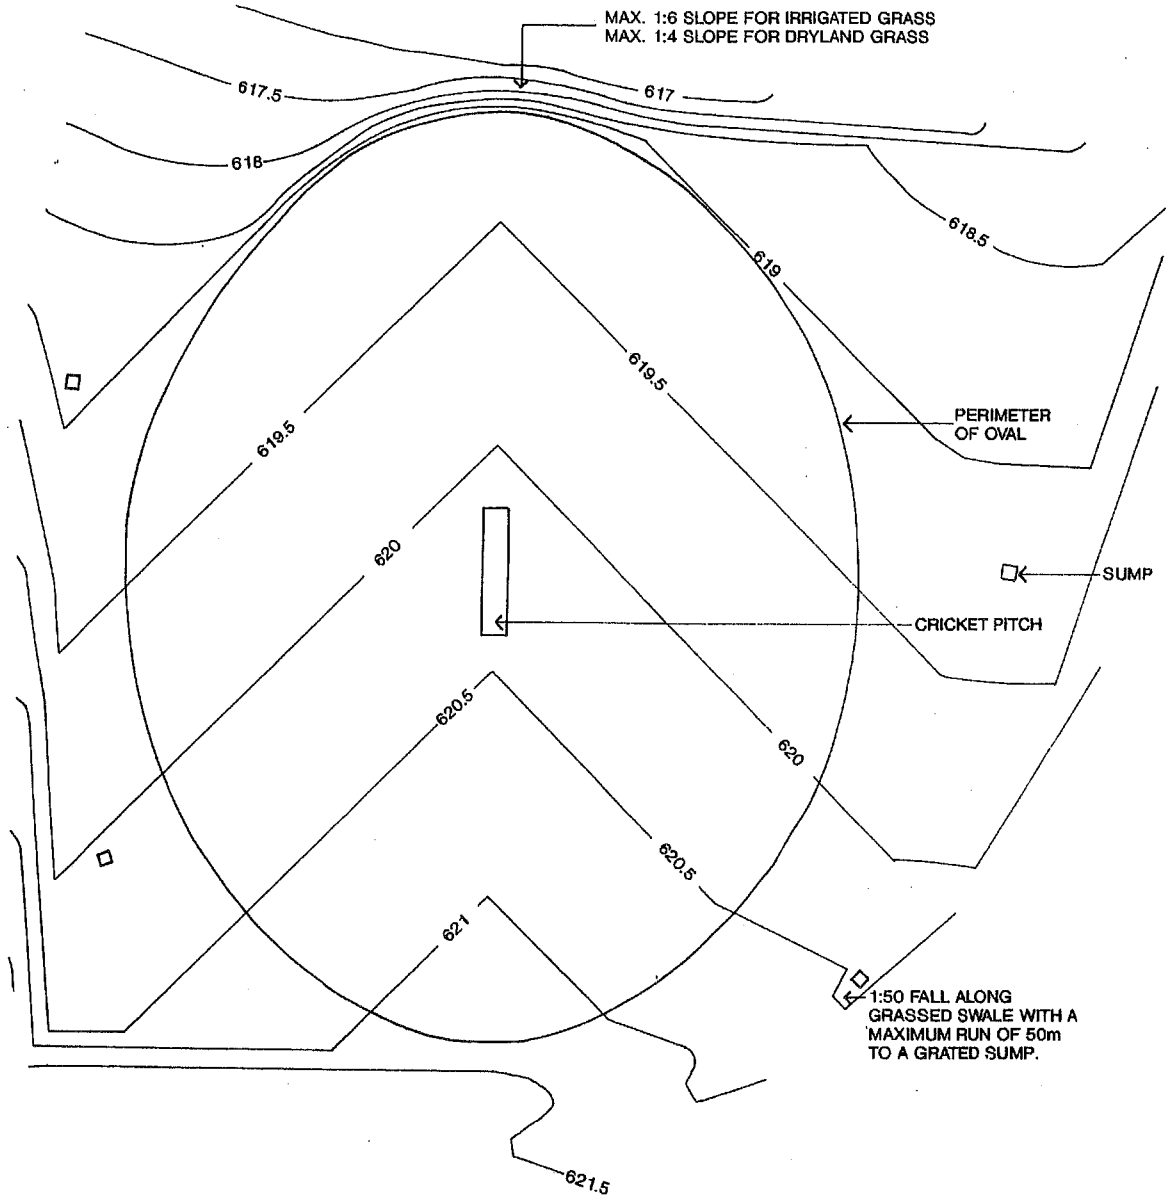 MAX. 1:6 SLOPE FOR IRRIGATED GRASS
MAX. 1:4 SLOPE FOR DRYLAND GRASS
617.5
617
618
618.5
619
619.5
619.5
PERIMETER
OF OVAL
620
SUMP
CRICKET PITCH
620.5
620
620.5
621
1:50 FALL ALONG
GRASSED SWALE WITH A
MAXIMUM RUN OF 50m
TO A GRATED SUMP.
621.5